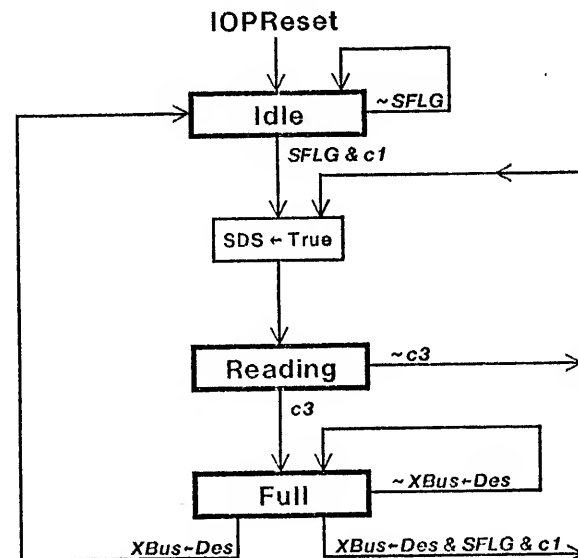 IOPReset
~SFLG
Idle
SFLG & c1
SDS ← True
Reading
~c3
c3
~XBus←Des
Full
XBus←Des
XBus←Des & SFLG & c1